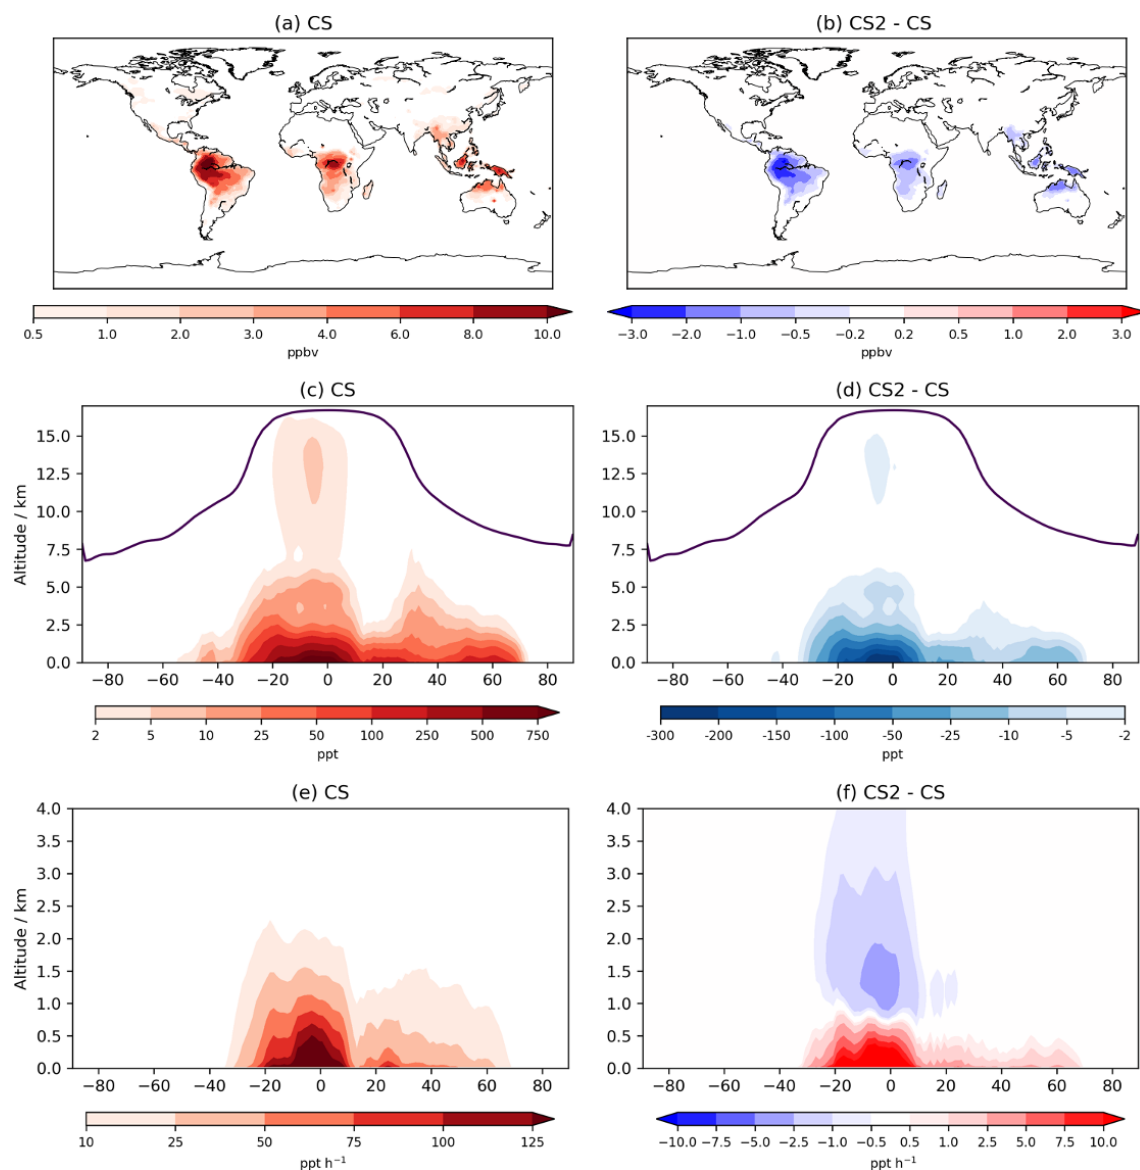 (a) CS
(b) CS2 - CS
0.5 1.0 2.0 3.0 4.0 6.0 8.0 10.0
ppbv
−3.0 −2.0 −1.0 −0.5 −0.2 0.2 0.5 1.0 2.0 3.0
ppbv
(c) CS
(d) CS2 - CS
Altitude / km
15.0
12.5
10.0
7.5
5.0
2.5
0.0
−80 −60 −40 −20 0 20 40 60 80
15.0
12.5
10.0
7.5
5.0
2.5
0.0
−80 −60 −40 −20 0 20 40 60 80
2 5 10 25 50 100 250 500 750
ppt
-300 -200 -150 -100 -50 -25 -10 -5 -2
ppt
(e) CS
(f) CS2 - CS
Altitude / km
4.0
3.5
3.0
2.5
2.0
1.5
1.0
0.5
0.0
−80 −60 −40 −20 0 20 40 60 80
4.0
3.5
3.0
2.5
2.0
1.5
1.0
0.5
0.0
−80 −60 −40 −20 0 20 40 60 80
10 25 50 75 100 125
ppt h⁻¹
−10.0 −7.5 −5.0 −2.5 −1.0 −0.5 0.5 1.0 2.5 5.0 7.5 10.0
ppt h⁻¹